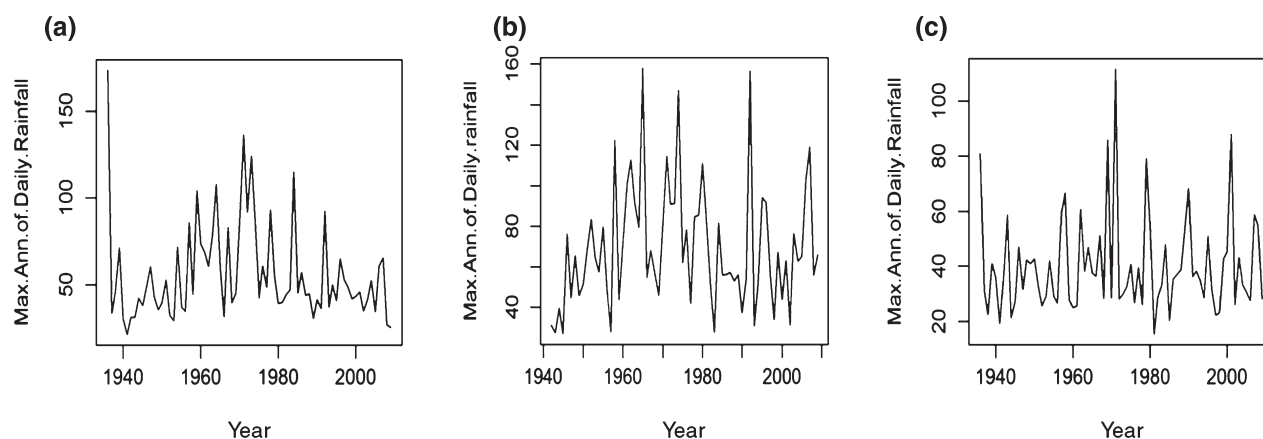 (a)
Max.Ann.of.Daily.Rainfall
50 100 150
1940 1960 1980 2000
Year
(b)
Max.Ann.of.Daily.rainfall
40 80 120 160
1940 1960 1980 2000
Year
(c)
Max.Ann.of.Daily.Rainfall
20 40 60 80 100
1940 1960 1980 2000
Year